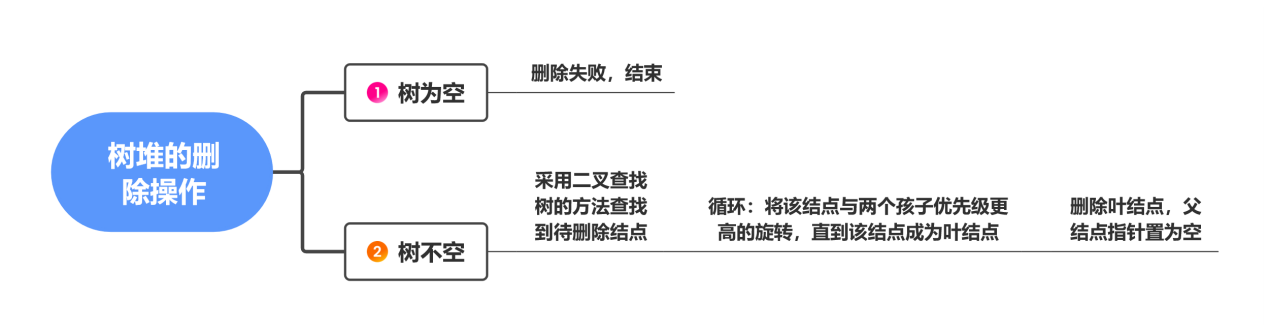 树堆的删
除操作
1 树为空
删除失败，结束
2 树不空
采用二叉查找
树的方法查找
到待删除结点
循环：将该结点与两个孩子优先级更
高的旋转，直到该结点成为叶结点
删除叶结点，父
结点指针置为空